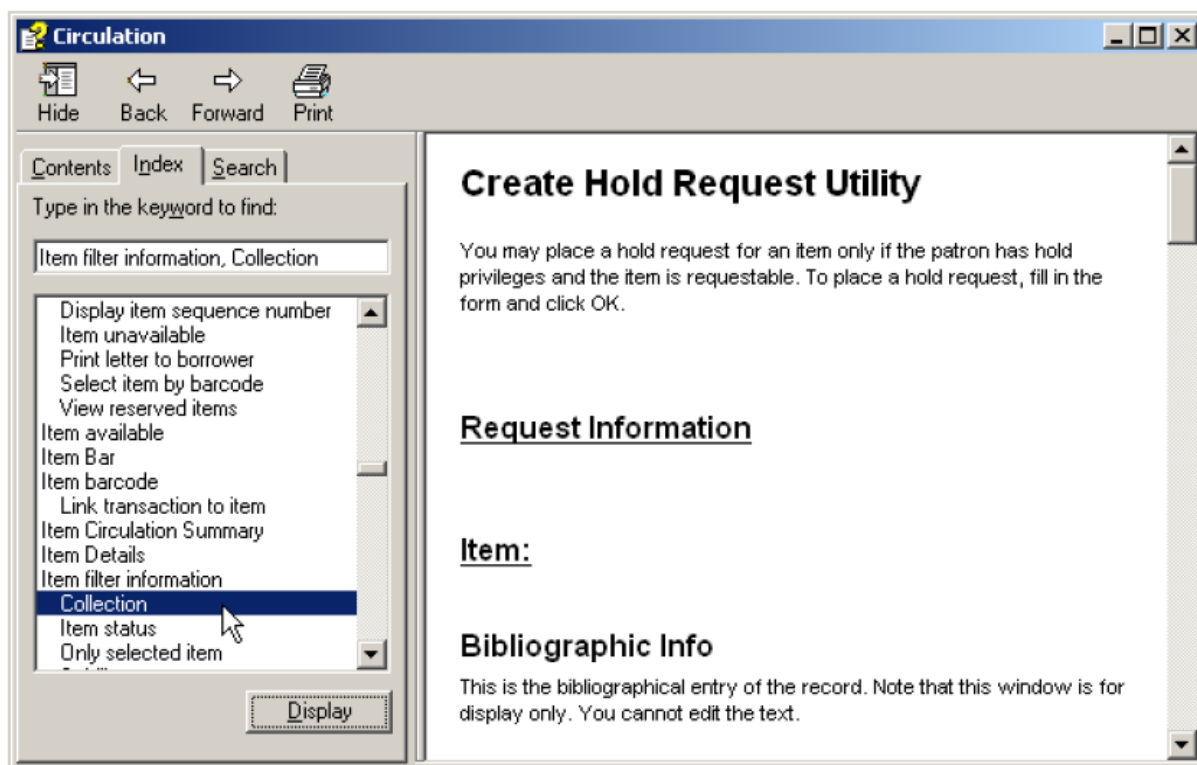 Circulation
Hide Back Forward Print
Contents Index Search
Type in the keyword to find:
Item filter information, Collection
Display item sequence number
Item unavailable
Print letter to borrower
Select item by barcode
View reserved items
Item available
Item Bar
Item barcode
Link transaction to item
Item Circulation Summary
Item Details
Item filter information
Collection
Item status
Only selected item
Display
Create Hold Request Utility
You may place a hold request for an item only if the patron has hold
privileges and the item is requestable. To place a hold request, fill in the
form and click OK.
Request Information
Item:
Bibliographic Info
This is the bibliographical entry of the record. Note that this window is for
display only. You cannot edit the text.